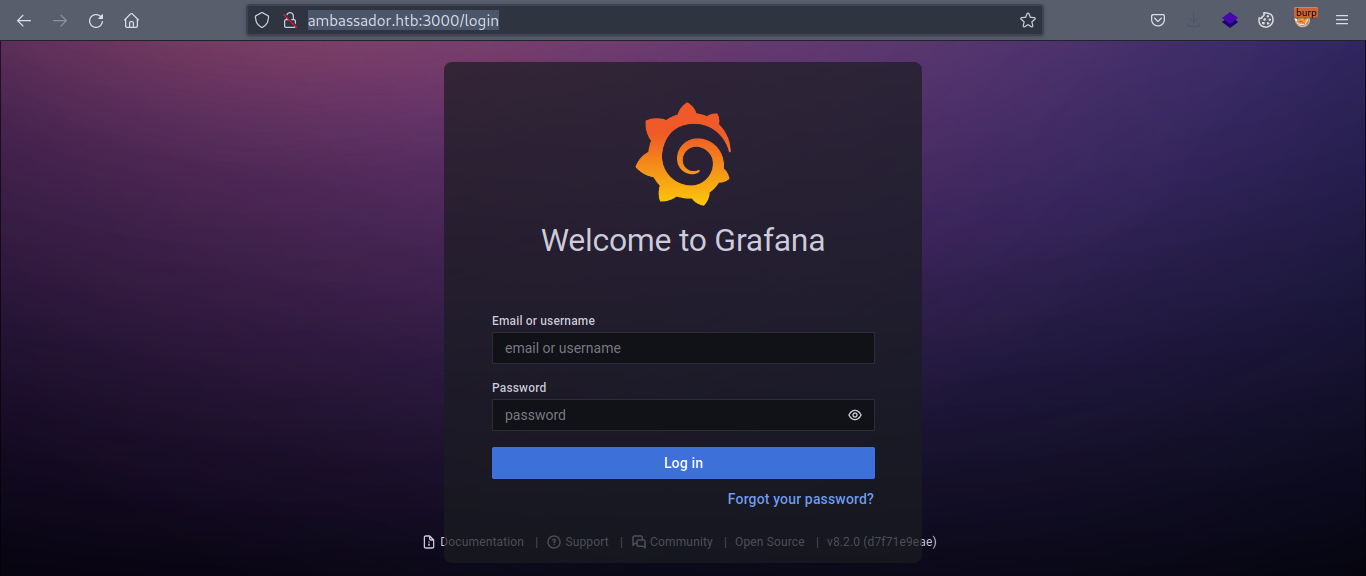 ambassador.htb:3000/login
burp
Welcome to Grafana
Email or username
email or username
Password
password
Log in
Forgot your password?
Documentation | Support | Community | Open Source | v8.2.0 (d7f71e9eae)